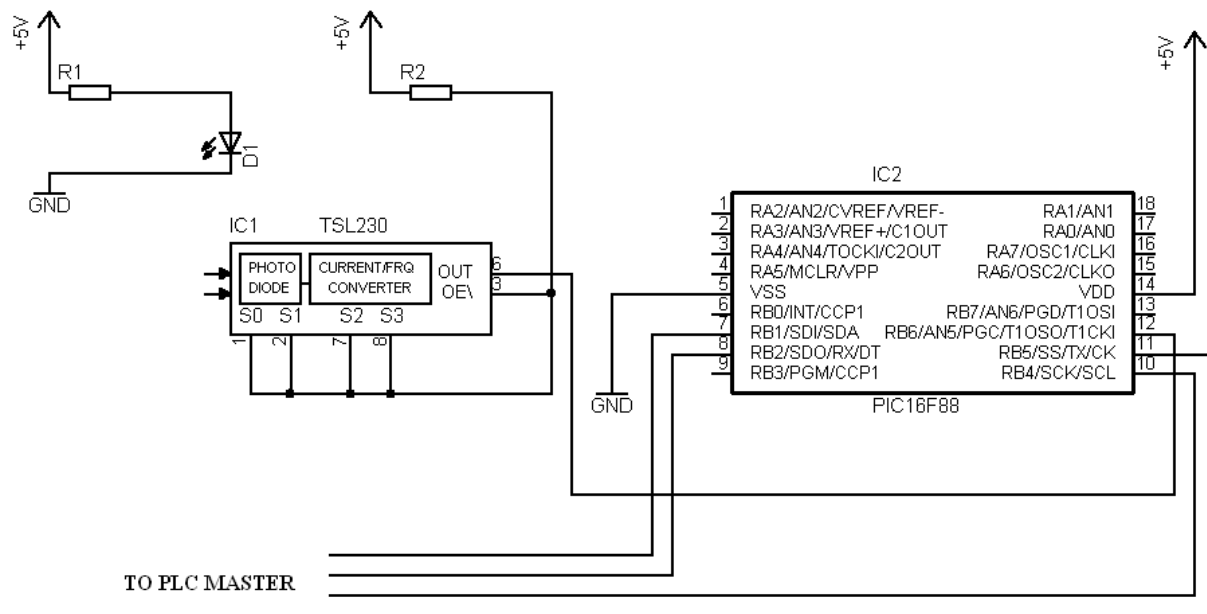 +5V
R1
D1
GND
+5V
R2
+5V
IC1
TSL230
PHOTO
DIODE
CURRENT/FRQ
CONVERTER
OUT
OE\
6
3
S0
S1
S2
S3
1
2
7
8
IC2
1
2
3
4
5
6
7
8
9
RA2/AN2/CVREF/VREF-
RA3/AN3/VREF+/C1OUT
RA4/AN4/TOCKI/C2OUT
RA5/MCLR/VPP
VSS
RB0/INT/CCP1
RB1/SDI/SDA
RB2/SDO/RX/DT
RB3/PGM/CCP1
RA1/AN1
RA0/AN0
RA7/OSC1/CLKI
RA6/OSC2/CLKO
VDD
RB7/AN6/PGD/T1OSI
RB6/AN5/PGC/T1OSO/T1CKI
RB5/SS/TX/CK
RB4/SCK/SCL
18
17
16
15
14
13
12
11
10
PIC16F88
GND
TO PLC MASTER